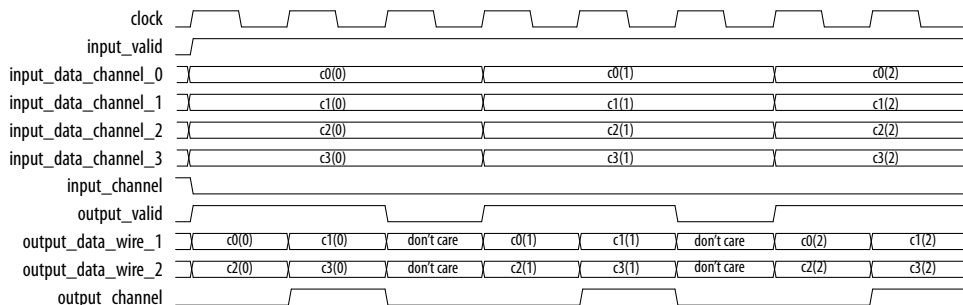 clock
input_valid
input_data_channel_0 c0(0) c0(1) c0(2)
input_data_channel_1 c1(0) c1(1) c1(2)
input_data_channel_2 c2(0) c2(1) c2(2)
input_data_channel_3 c3(0) c3(1) c3(2)
input_channel
output_valid
output_data_wire_1 c0(0) c1(0) don't care c0(1) c1(1) don't care c0(2) c1(2)
output_data_wire_2 c2(0) c3(0) don't care c2(1) c3(1) don't care c2(2) c3(2)
output_channel